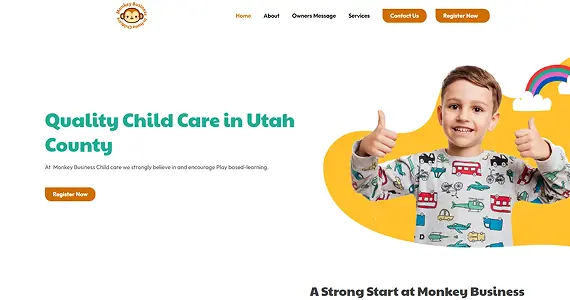 Monkey Business
Home About Owners Message Services Contact Us Register Now
Quality Child Care in Utah
County
At Monkey Business Child care we strongly believe in and encourage Play based-learning.
Register Now
A Strong Start at Monkey Business